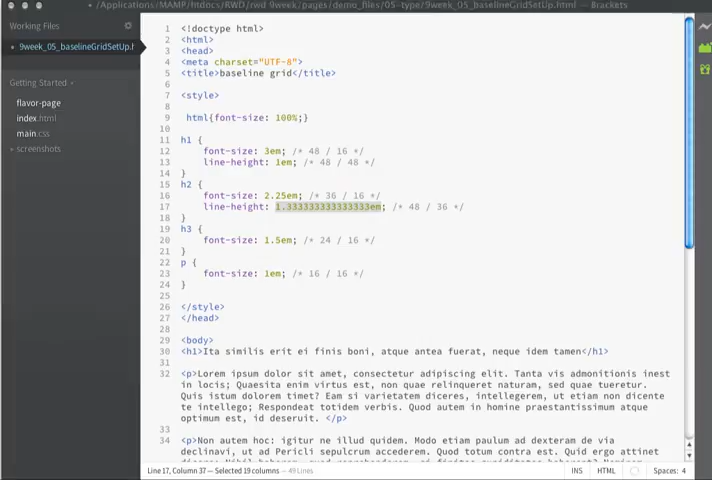 /Applications/MAMP/htdocs/RWD/rwd 9week/pages/demo_files/05-type/9week_05_baselineGridSetUp.html — Brackets
Working Files
• 9week_05_baselineGridSetUp.h
Getting Started
flavor-page
index.html
main.css
screenshots
1 <!doctype html>
2 <html>
3 <head>
4 <meta charset="UTF-8">
5 <title>baseline grid</title>
6
7 <style>
8
9 html{font-size: 100%;}
10
11 h1 {
12 font-size: 3em; /* 48 / 16 */
13 line-height: 1em; /* 48 / 48 */
14 }
15 h2 {
16 font-size: 2.25em; /* 36 / 16 */
17 line-height: 1.3333333333333333em; /* 48 / 36 */
18 }
19 h3 {
20 font-size: 1.5em; /* 24 / 16 */
21 }
22 p {
23 font-size: 1em; /* 16 / 16 */
24 }
25
26 </style>
27 </head>
28
29 <body>
30 <h1>Ita similis erit ei finis boni, atque antea fuerat, neque idem tamen</h1>
31
32 <p>Lorem ipsum dolor sit amet, consectetur adipiscing elit. Tanta vis admonitionis inest
in locis; Quaesita enim virtus est, non quae relinqueret naturam, sed quae tueretur.
Quis istum dolorem timet? Eam si varietatem diceres, intellegerem, ut etiam non dicente
te intellego; Respondeat totidem verbis. Quod autem in homine praestantissimum atque
optimum est, id deseruit. </p>
33
34 <p>Non autem hoc: igitur ne illud quidem. Modo etiam paulum ad dexteram de via
declinavi, ut ad Pericli sepulcrum accederem. Quod totum contra est. Quid ergo attinet
Line 17, Column 37 — Selected 19 columns — 49 Lines
INS HTML Spaces: 4